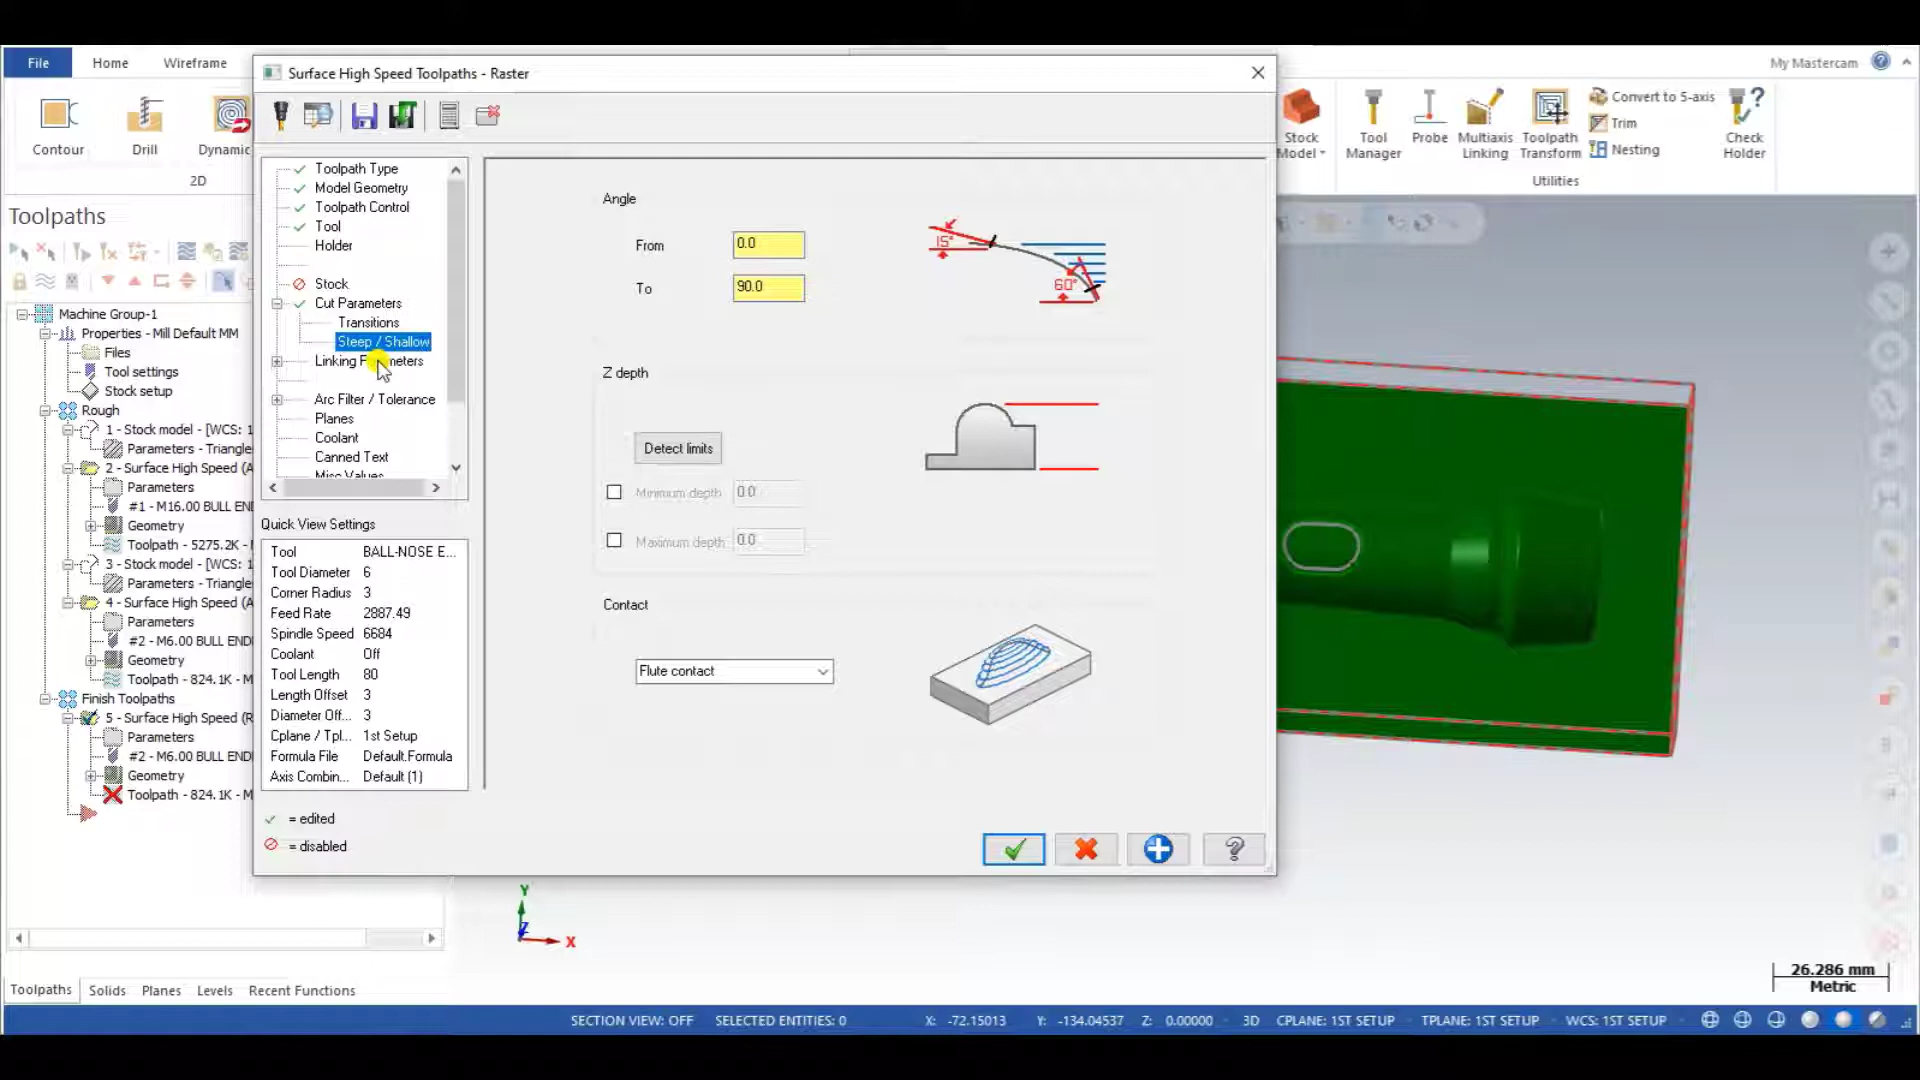 File
Home
Wireframe
My Mastercam
Contour
Drill
Dynamic
2D
Surface High Speed Toolpaths - Raster
Stock
Model
Tool
Manager
Probe
Multiaxis
Linking
Toolpath
Transform
Convert to 5-axis
Trim
Nesting
Check
Holder
Utilities
Toolpaths
Machine Group-1
Properties - Mill Default MM
Files
Tool settings
Stock setup
Rough
1 - Stock model - [WCS: 1
Parameters - Triangle
2 - Surface High Speed (A
Parameters
#1 - M16.00 BULL EN
Geometry
Toolpath - 5275.2K - M
3 - Stock model - [WCS: 1
Parameters - Triangle
4 - Surface High Speed (A
Parameters
#2 - M6.00 BULL END
Geometry
Toolpath - 824.1K - M
Finish Toolpaths
5 - Surface High Speed (R
Parameters
#2 - M6.00 BULL END
Geometry
Toolpath - 824.1K - M
Toolpath Type
Model Geometry
Toolpath Control
Tool
Holder
Stock
Cut Parameters
Transitions
Steep / Shallow
Linking Parameters
Arc Filter / Tolerance
Planes
Coolant
Canned Text
Misc Values
Quick View Settings
Tool BALL-NOSE E...
Tool Diameter 6
Corner Radius 3
Feed Rate 2887.49
Spindle Speed 6684
Coolant Off
Tool Length 80
Length Offset 3
Diameter Off... 3
Cplane / Tpl... 1st Setup
Formula File Default.Formula
Axis Combin... Default (1)
= edited
= disabled
Angle
From 0.0
To 90.0
15°
60°
Z depth
Detect limits
Minimum depth 0.0
Maximum depth 0.0
Contact
Flute contact
Y
Z
X
26.286 mm
Metric
Toolpaths Solids Planes Levels Recent Functions
SECTION VIEW: OFF SELECTED ENTITIES: 0 X: -72.15013 Y: -134.04537 Z: 0.00000 3D CPLANE: 1ST SETUP TPLANE: 1ST SETUP WCS: 1ST SETUP